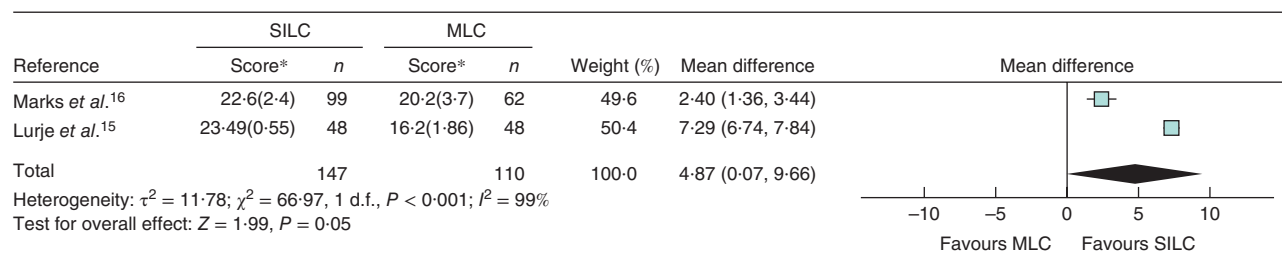 SILC MLC
Reference Score* n Score* n Weight (%) Mean difference Mean difference
Marks et al.16 22·6(2·4) 99 20·2(3·7) 62 49·6 2·40 (1·36, 3·44)
Lurje et al.15 23·49(0·55) 48 16·2(1·86) 48 50·4 7·29 (6·74, 7·84)
Total 147 110 100·0 4·87 (0·07, 9·66)
Heterogeneity: τ2 = 11·78; χ2 = 66·97, 1 d.f., P < 0·001; I2 = 99%
Test for overall effect: Z = 1·99, P = 0·05
−10 −5 0 5 10
Favours MLC Favours SILC